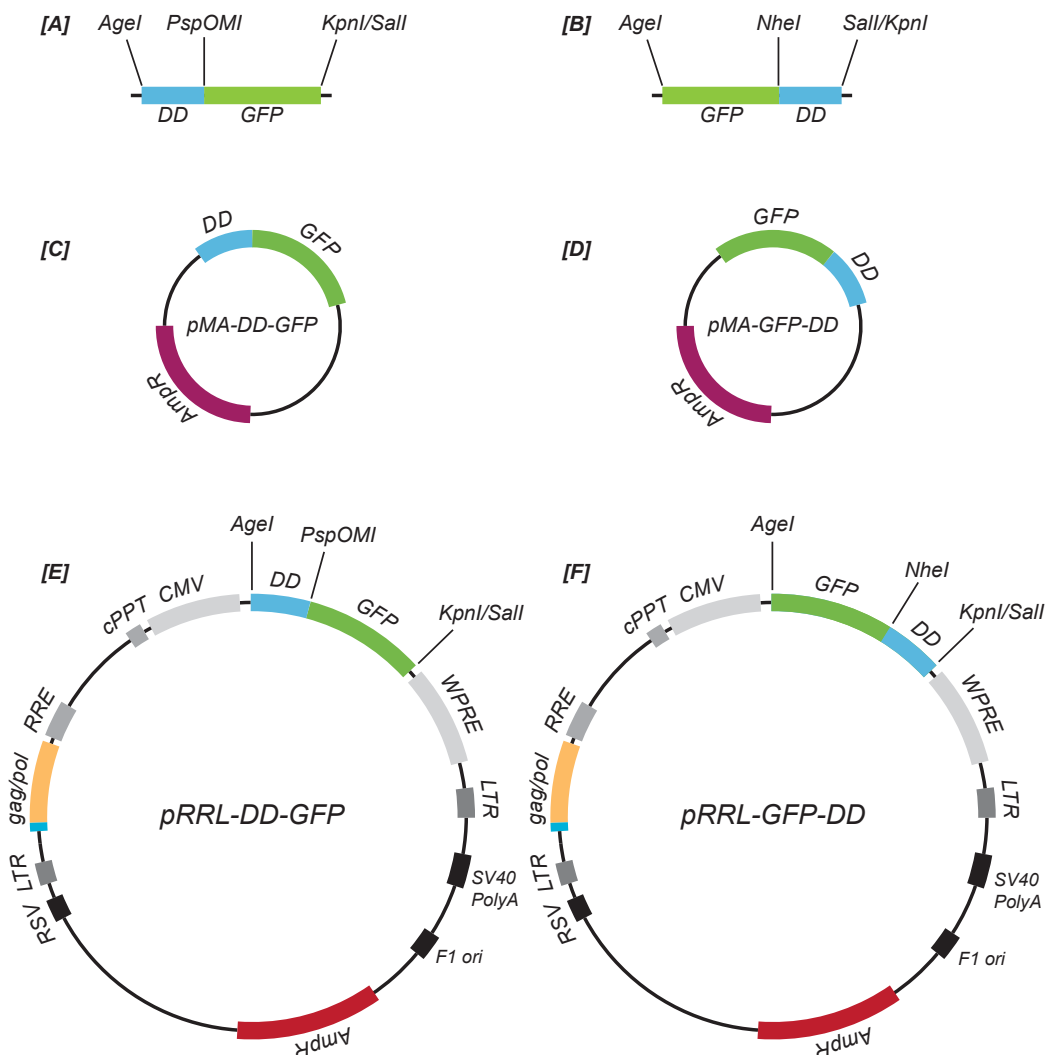 [A]
AgeI
PspOMI
KpnI/SalI
DD
GFP
[B]
AgeI
NheI
SalI/KpnI
GFP
DD
[C]
DD
GFP
pMA-DD-GFP
AmpR
[D]
GFP
DD
pMA-GFP-DD
AmpR
[E]
AgeI
PspOMI
cPPT
CMV
DD
GFP
KpnI/SalI
WPRE
RRE
gag/pol
LTR
pRRL-DD-GFP
LTR
RSV
SV40
PolyA
F1 ori
AmpR
[F]
AgeI
NheI
cPPT
CMV
GFP
DD
KpnI/SalI
WPRE
RRE
gag/pol
LTR
pRRL-GFP-DD
LTR
RSV
SV40
PolyA
F1 ori
AmpR